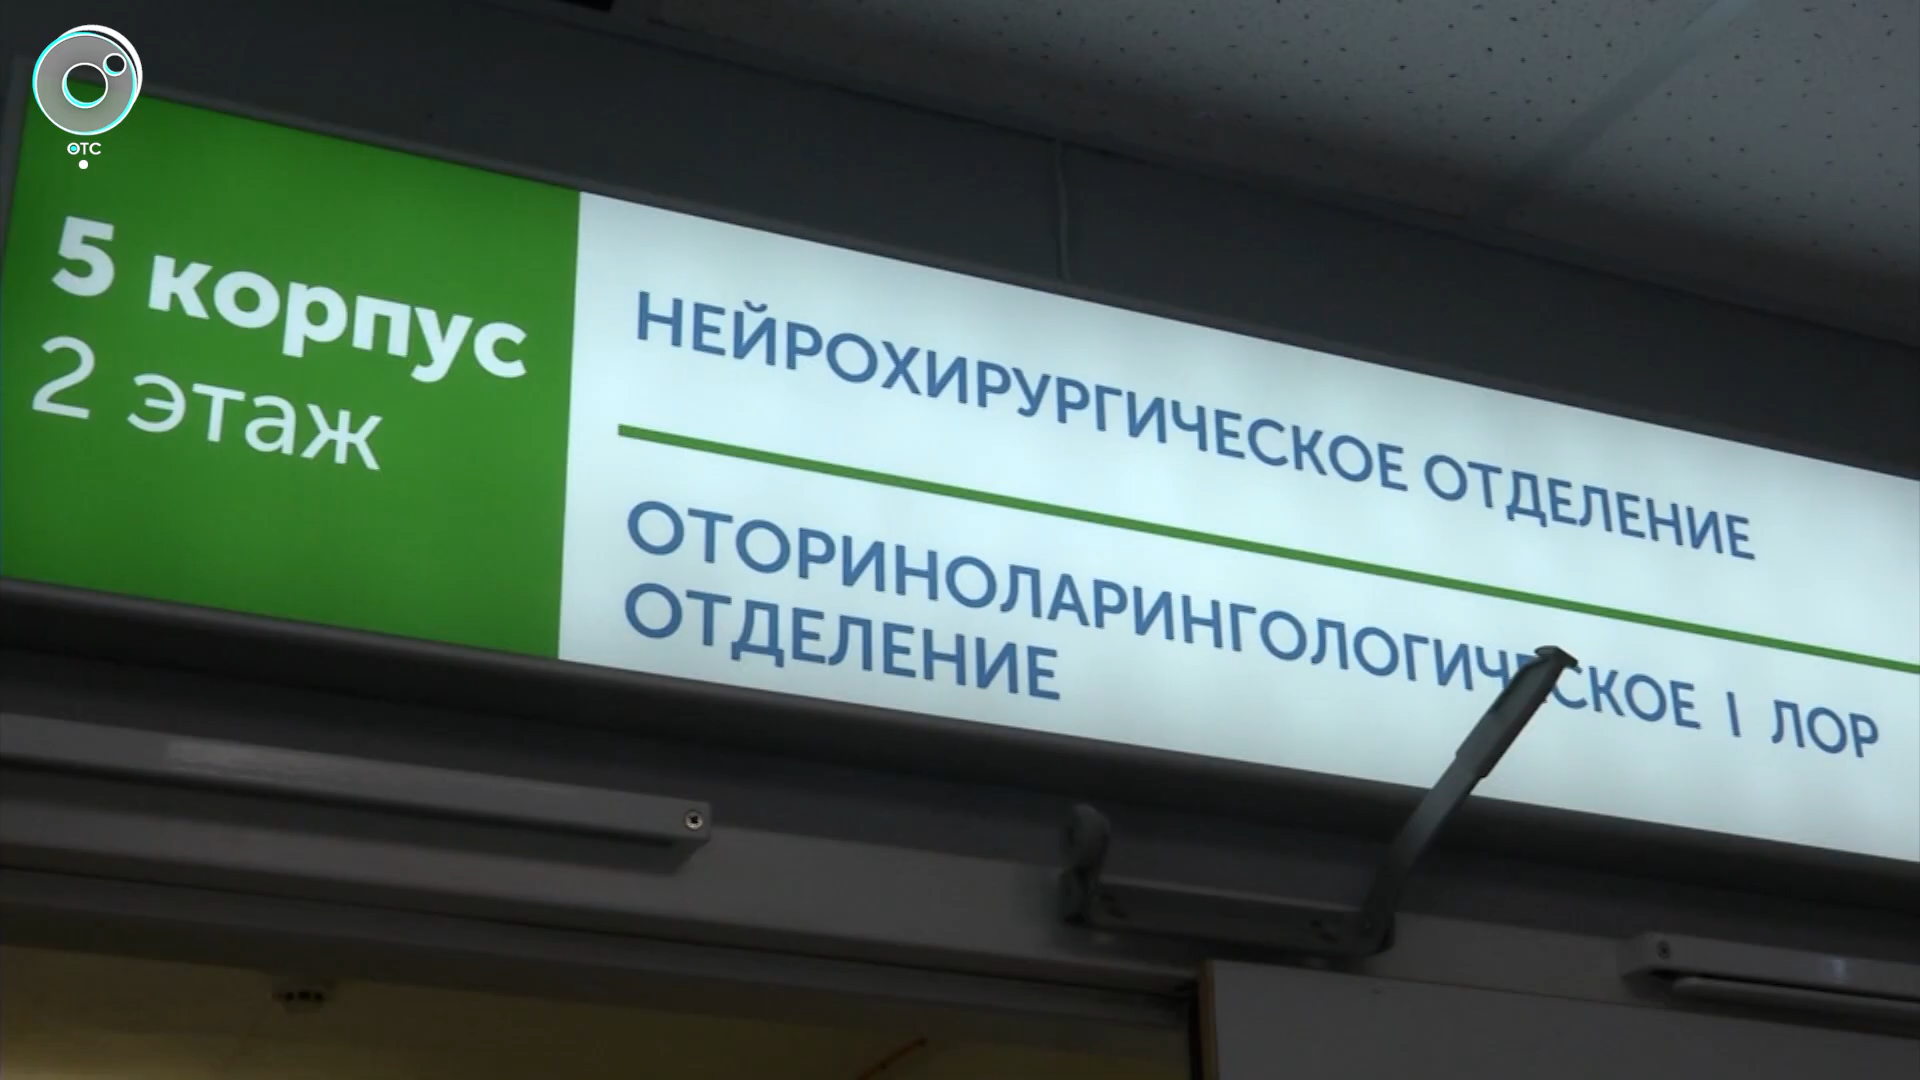 ОТС
5 корпус
2 этаж
НЕЙРОХИРУРГИЧЕСКОЕ ОТДЕЛЕНИЕ
ОТОРИНОЛАРИНГОЛОГИЧЕСКОЕ | ЛОР
ОТДЕЛЕНИЕ